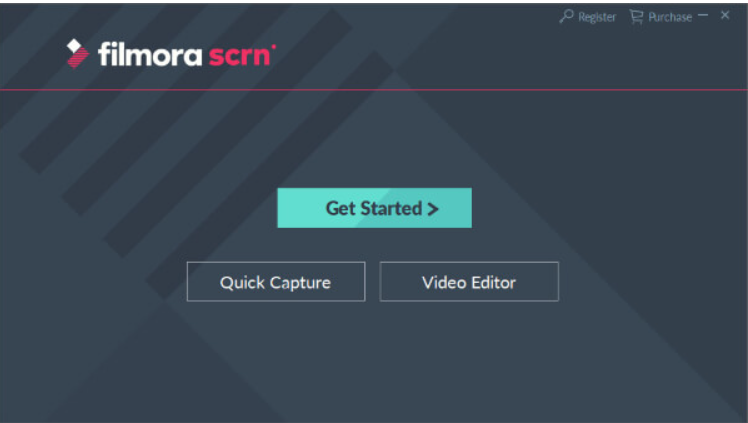 Register Purchase
filmora scrn
Get Started >
Quick Capture Video Editor